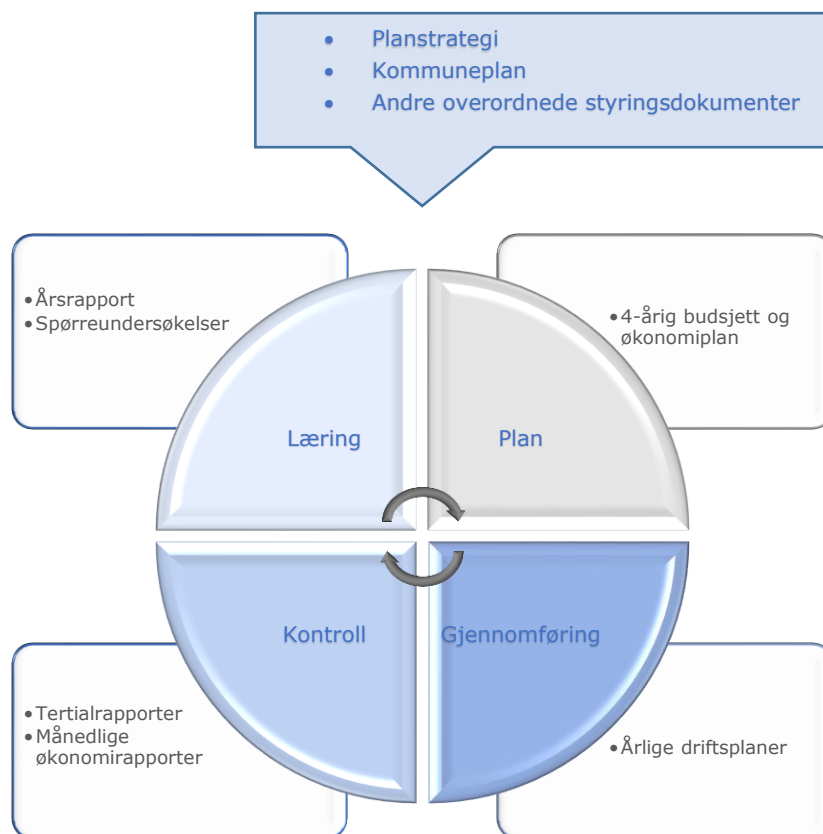 • Planstrategi
• Kommuneplan
• Andre overordnede styringsdokumenter
• Årsrapport
• Spørreundersøkelser
• 4-årig budsjett og
økonomiplan
Læring
Plan
Kontroll
Gjennomføring
• Tertialrapporter
• Månedlige
økonomirapporter
• Årlige driftsplaner